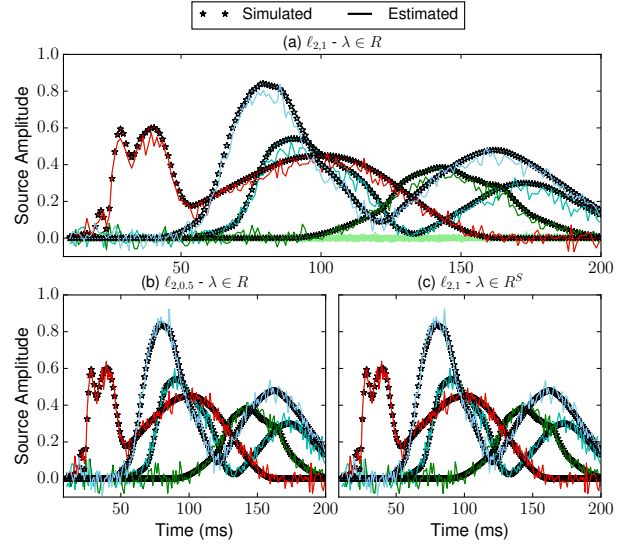 Simulated Estimated
(a) ℓ2,1 - λ ∈ R
Source Amplitude
1.0
0.8
0.6
0.4
0.2
0.0
50 100 150 200
(b) ℓ2,0.5 - λ ∈ R
(c) ℓ2,1 - λ ∈ R^S
Source Amplitude
1.0
0.8
0.6
0.4
0.2
0.0
50 100 150 200
50 100 150 200
Time (ms)
Time (ms)